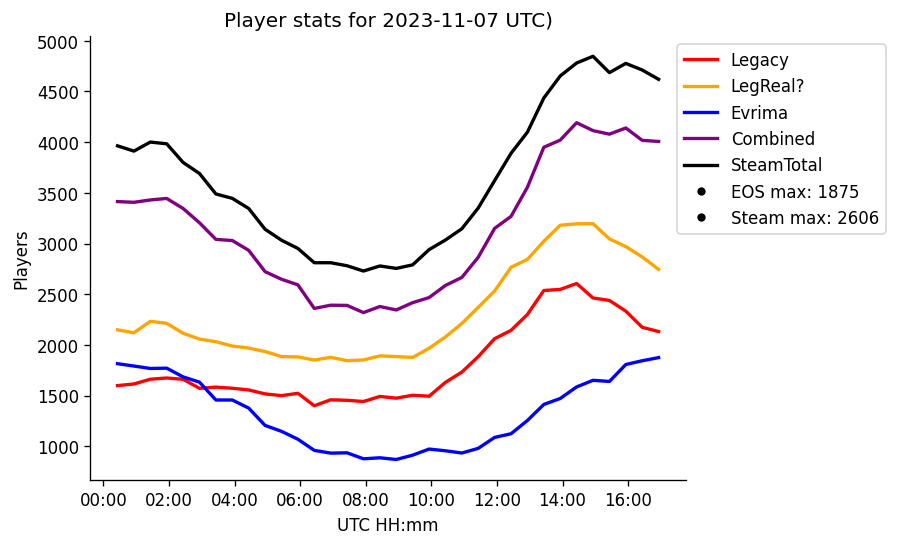 Player stats for 2023-11-07 UTC)
Players
5000
4500
4000
3500
3000
2500
2000
1500
1000
00:00 02:00 04:00 06:00 08:00 10:00 12:00 14:00 16:00
UTC HH:mm
Legacy
LegReal?
Evrima
Combined
SteamTotal
EOS max: 1875
Steam max: 2606